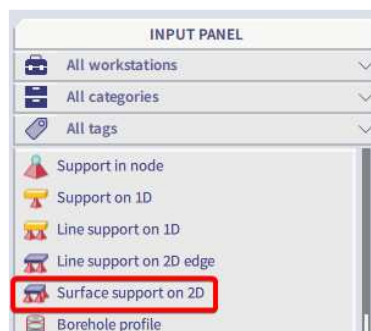 INPUT PANEL
All workstations
All categories
All tags
Support in node
Support on 1D
Line support on 1D
Line support on 2D edge
Surface support on 2D
Borehole profile